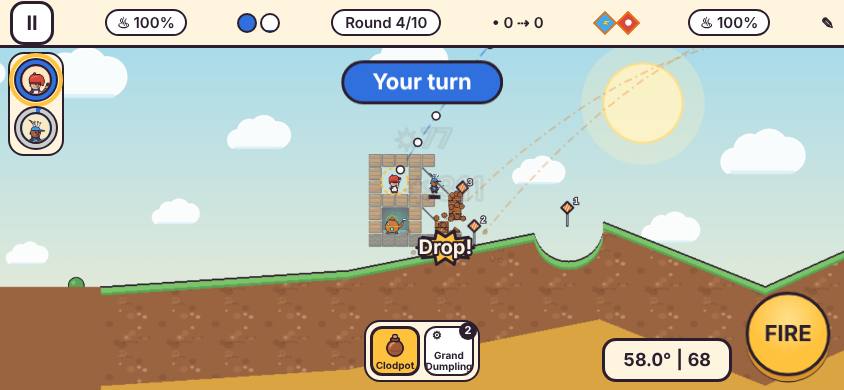 100%
Round 4/10
• 0 ⇢ 0
100%
Your turn
77
3
2
1
Drop!
Clodpot
2
Grand
Dumpling
58.0° | 68
FIRE